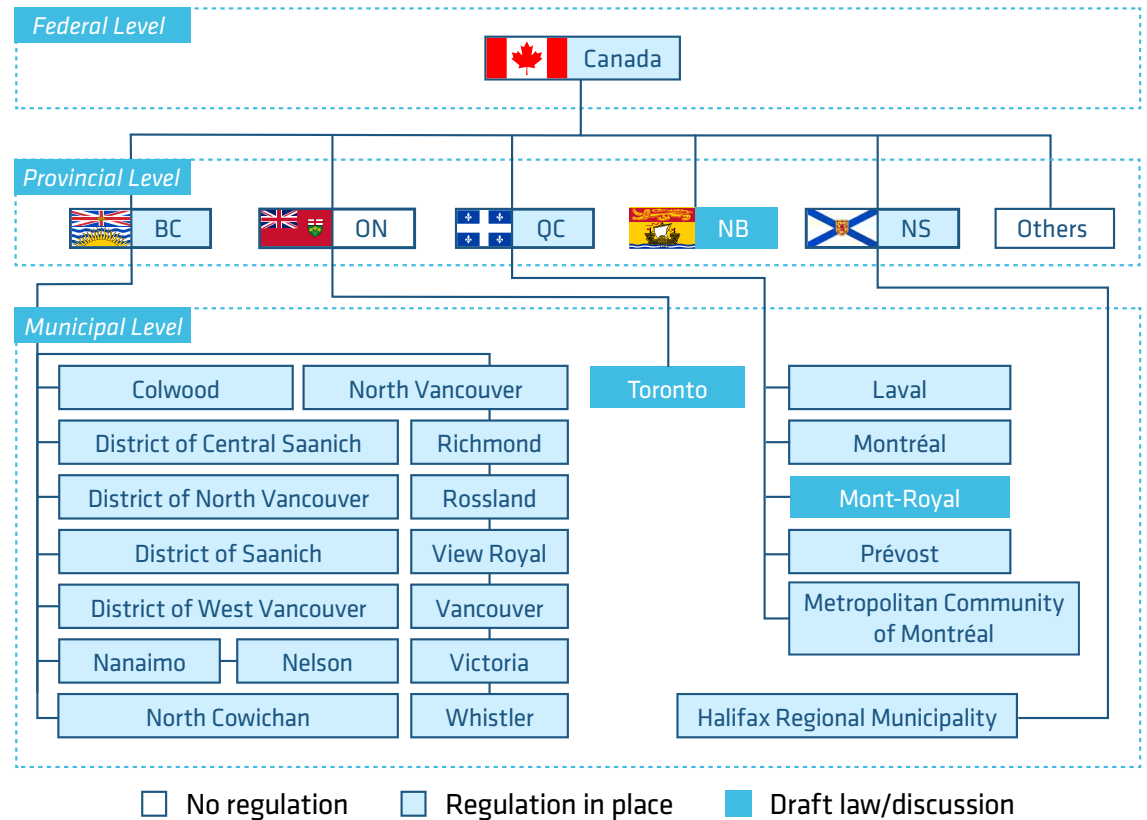 Federal Level
Canada
Provincial Level
BC
ON
QC
NB
NS
Others
Municipal Level
Colwood
North Vancouver
Toronto
Laval
District of Central Saanich
Richmond
Montréal
District of North Vancouver
Rossland
Mont-Royal
District of Saanich
View Royal
Prévost
District of West Vancouver
Vancouver
Metropolitan Community
of Montréal
Nanaimo
Nelson
Victoria
North Cowichan
Whistler
Halifax Regional Municipality
No regulation
Regulation in place
Draft law/discussion